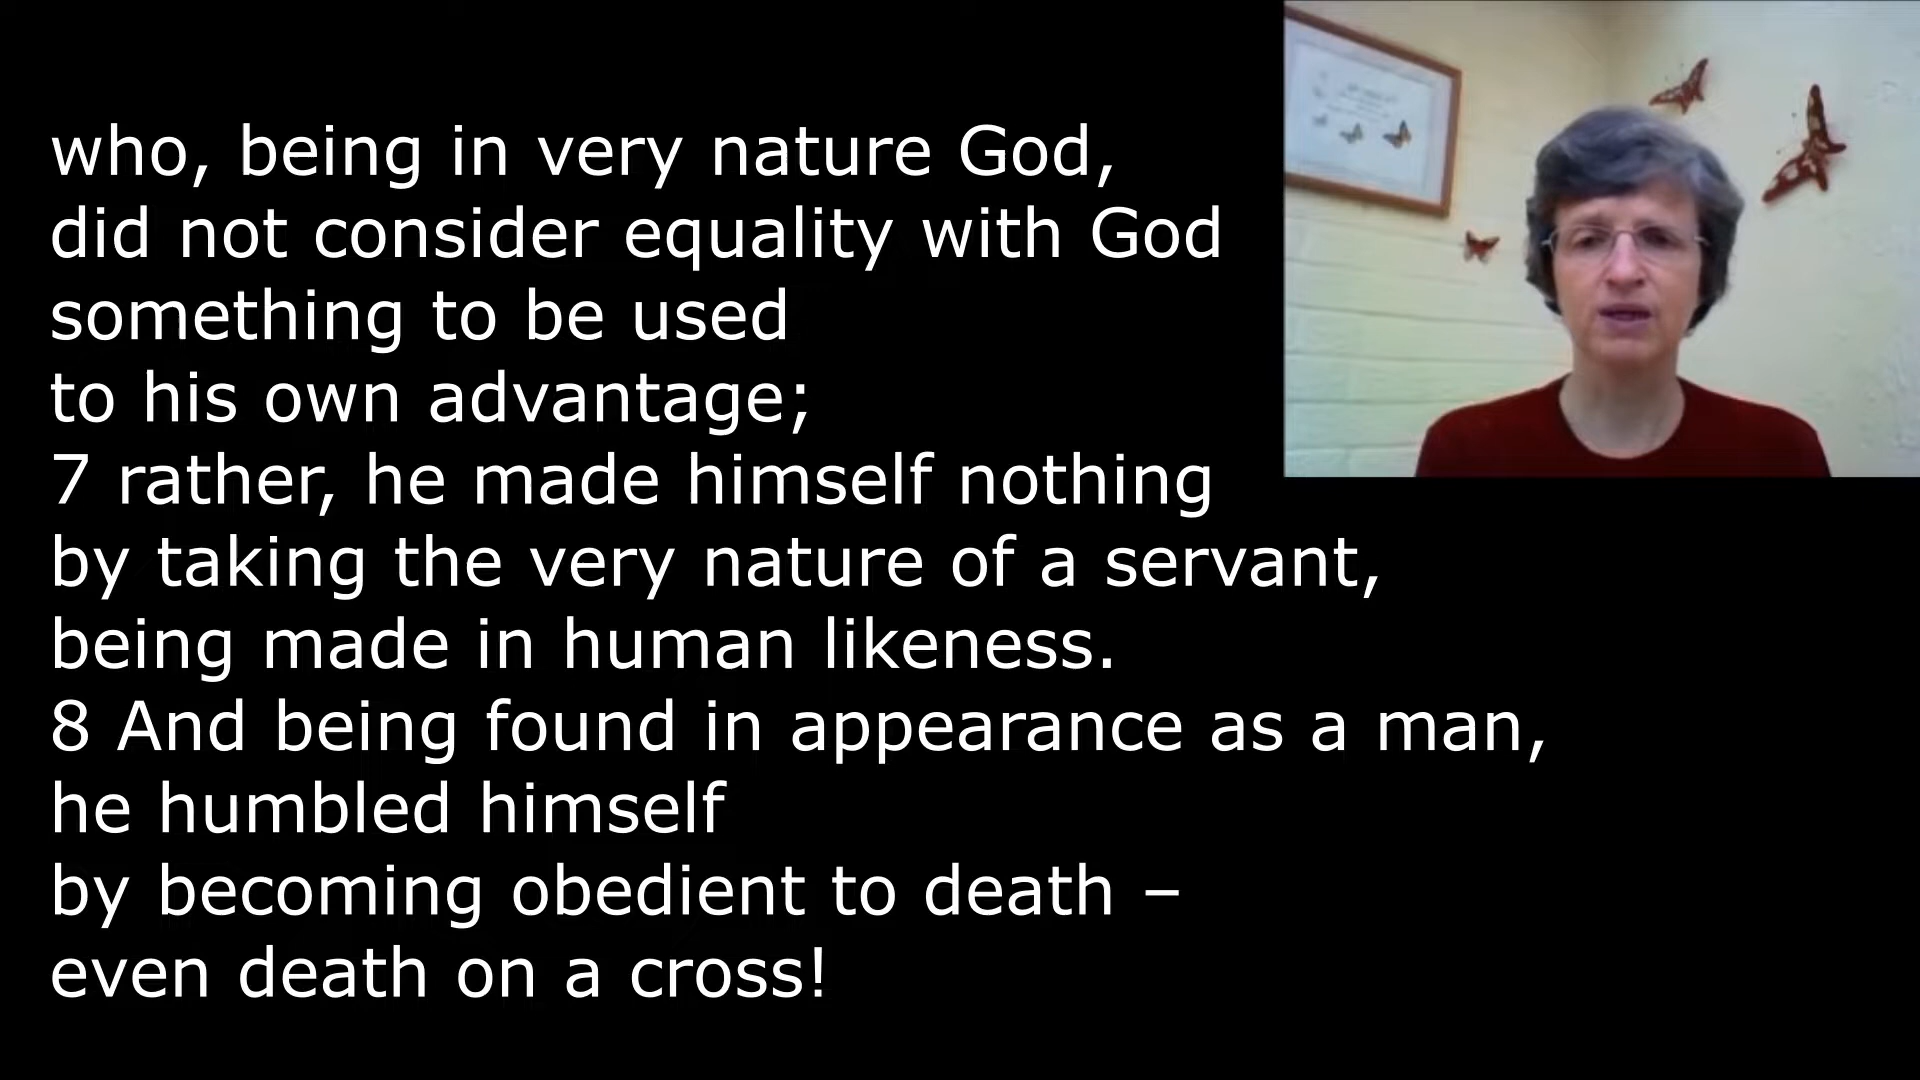 who, being in very nature God,
did not consider equality with God
something to be used
to his own advantage;
7 rather, he made himself nothing
by taking the very nature of a servant,
being made in human likeness.
8 And being found in appearance as a man,
he humbled himself
by becoming obedient to death –
even death on a cross!